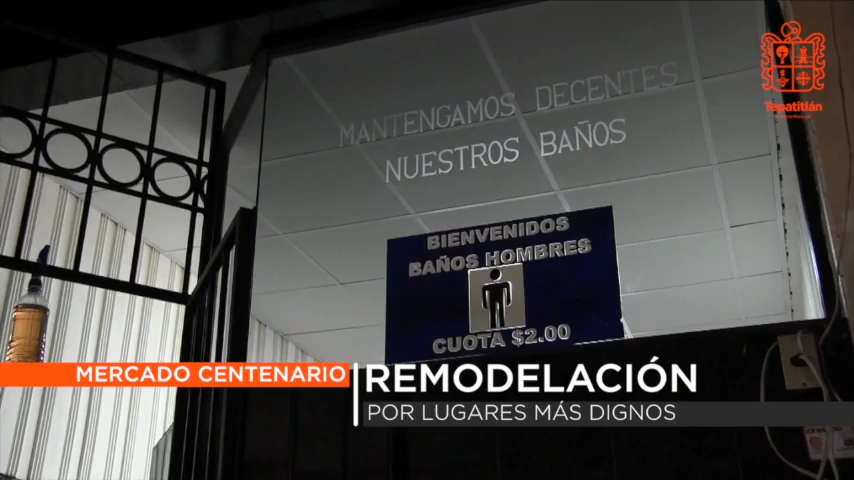 Tepatitlán
MANTENGAMOS DECENTES
NUESTROS BAÑOS
BIENVENIDOS
BAÑOS HOMBRES
CUOTA $2.00
MERCADO CENTENARIO
REMODELACIÓN
POR LUGARES MÁS DIGNOS